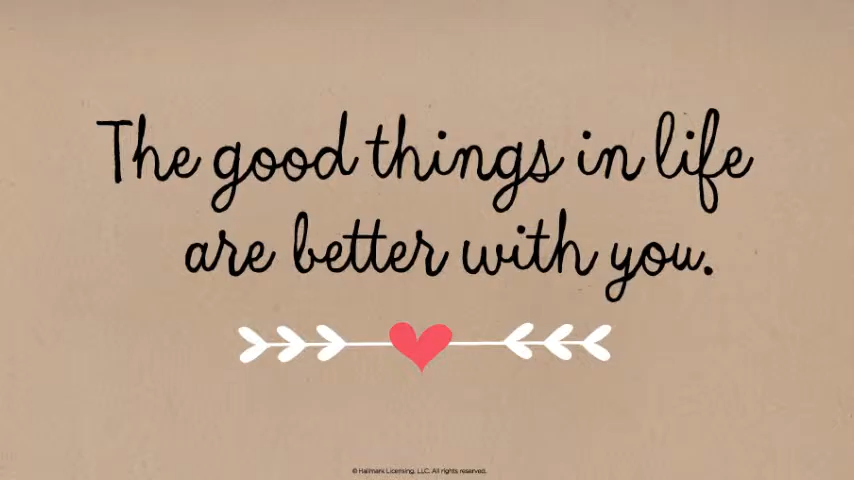 The good things in life
are better with you.
© Hallmark Licensing, LLC. All rights reserved.